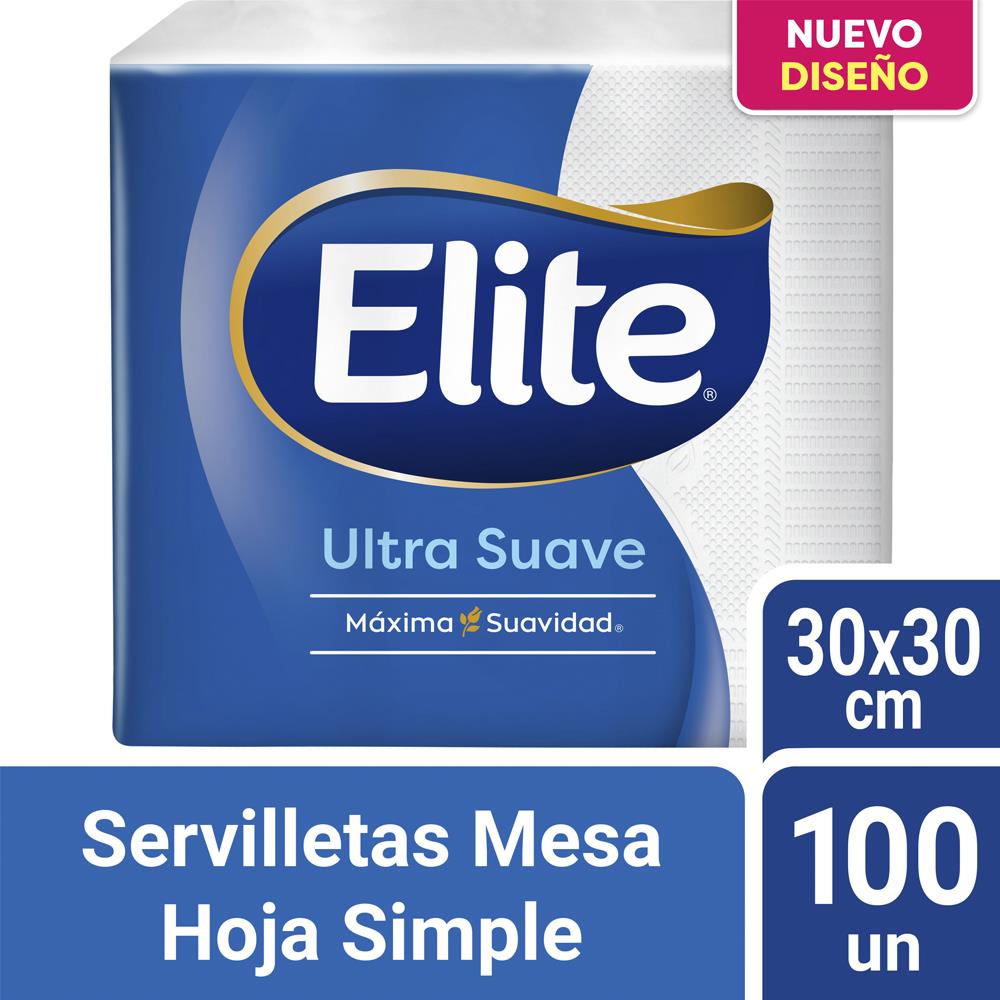 NUEVO
DISEÑO
Elite®
Ultra Suave
Máxima Suavidad®
30x30
cm
Servilletas Mesa
Hoja Simple
100
un